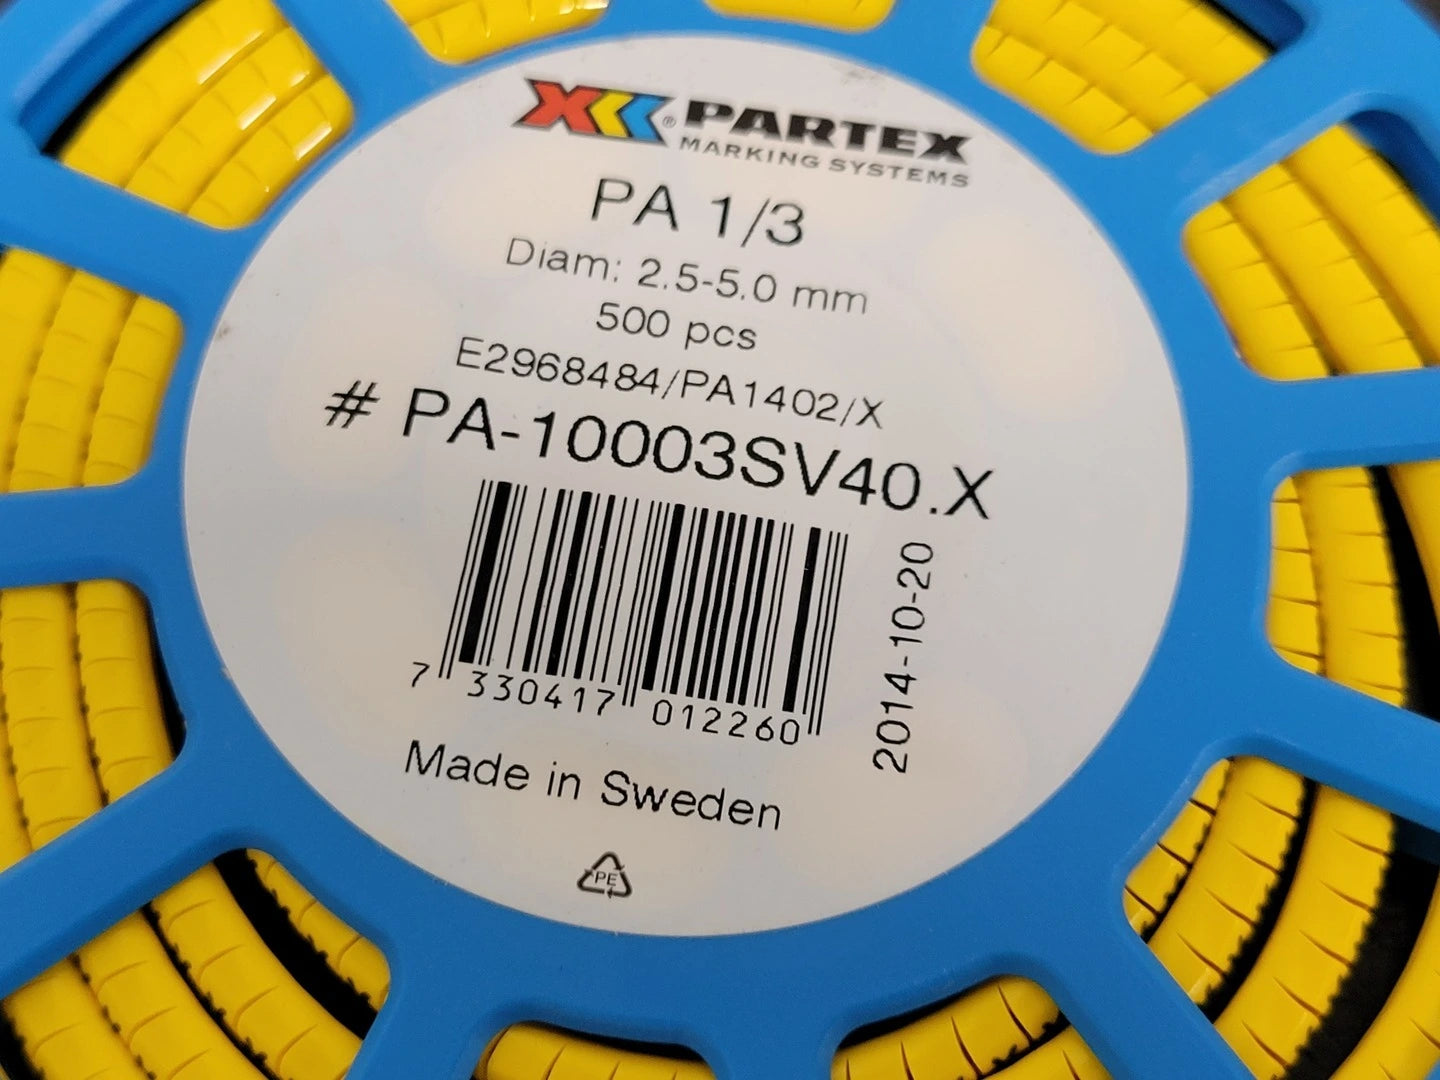 ® PARTEX
MARKING SYSTEMS
PA 1/3
Diam: 2.5-5.0 mm
500 pcs
E2968484/PA1402/X
# PA-10003SV40.X
7 330417 012260
2014-10-20
Made in Sweden
PE